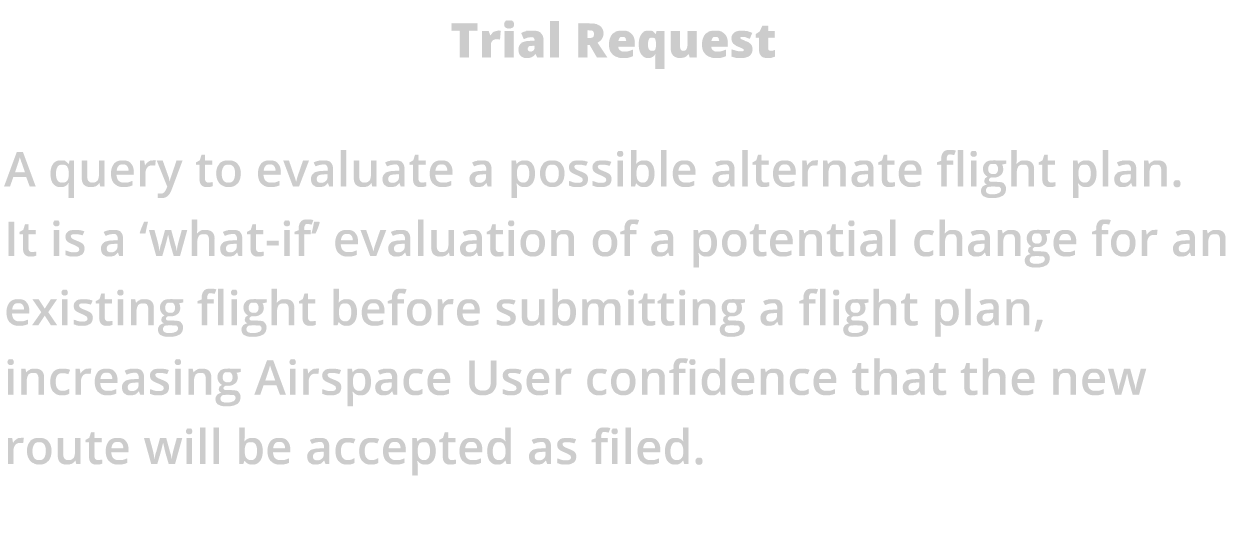 Trial Request
A query to evaluate a possible alternate flight plan.
It is a ‘what-if’ evaluation of a potential change for an
existing flight before submitting a flight plan,
increasing Airspace User confidence that the new
route will be accepted as filed.